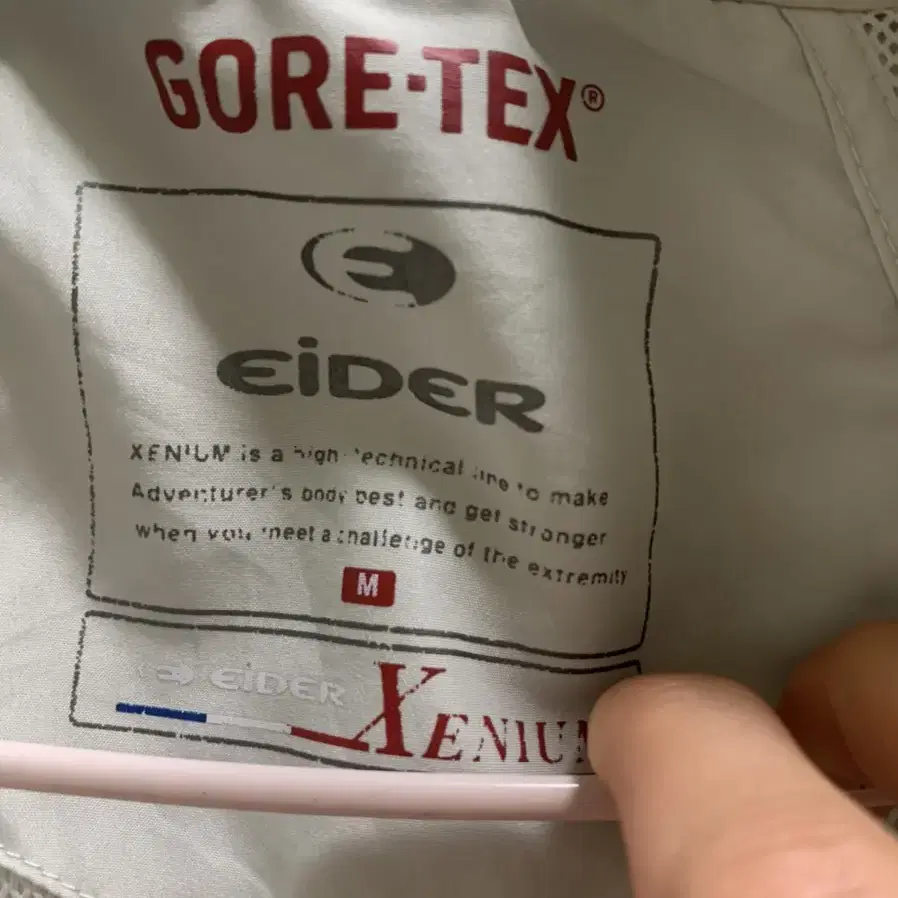 GORE-TEX®
EiDER
XENIUM is a high technical line to make
Adventurer's body best and get stronger
when you meet a challenge of the extremity
M
EiDER
XENIUM